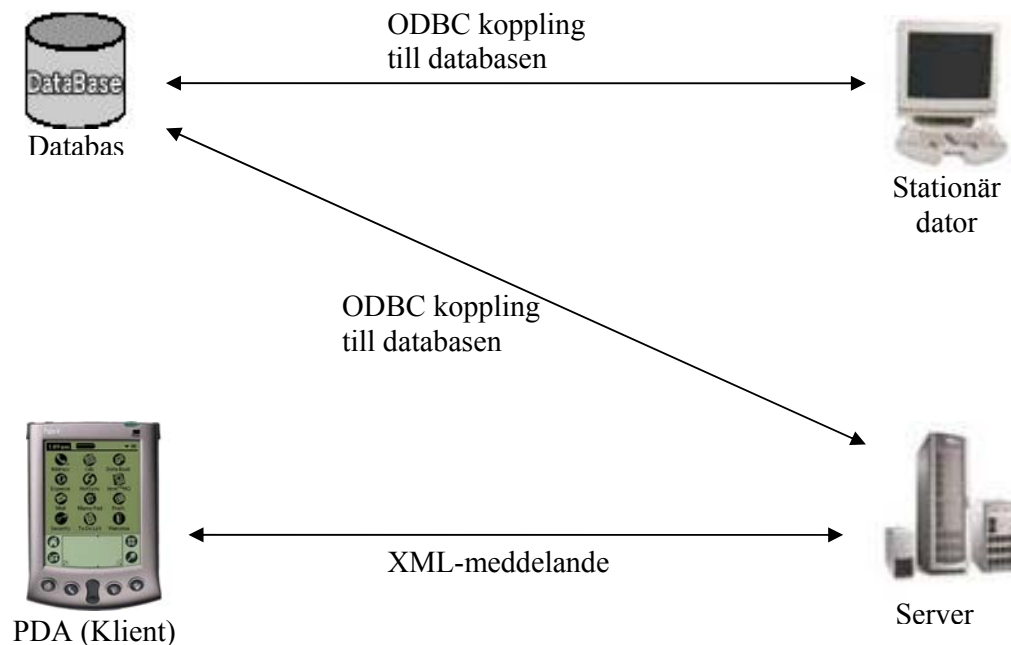 ODBC koppling
till databasen
DataBase
Databas
Stationär
dator
ODBC koppling
till databasen
XML-meddelande
Server
PDA (Klient)